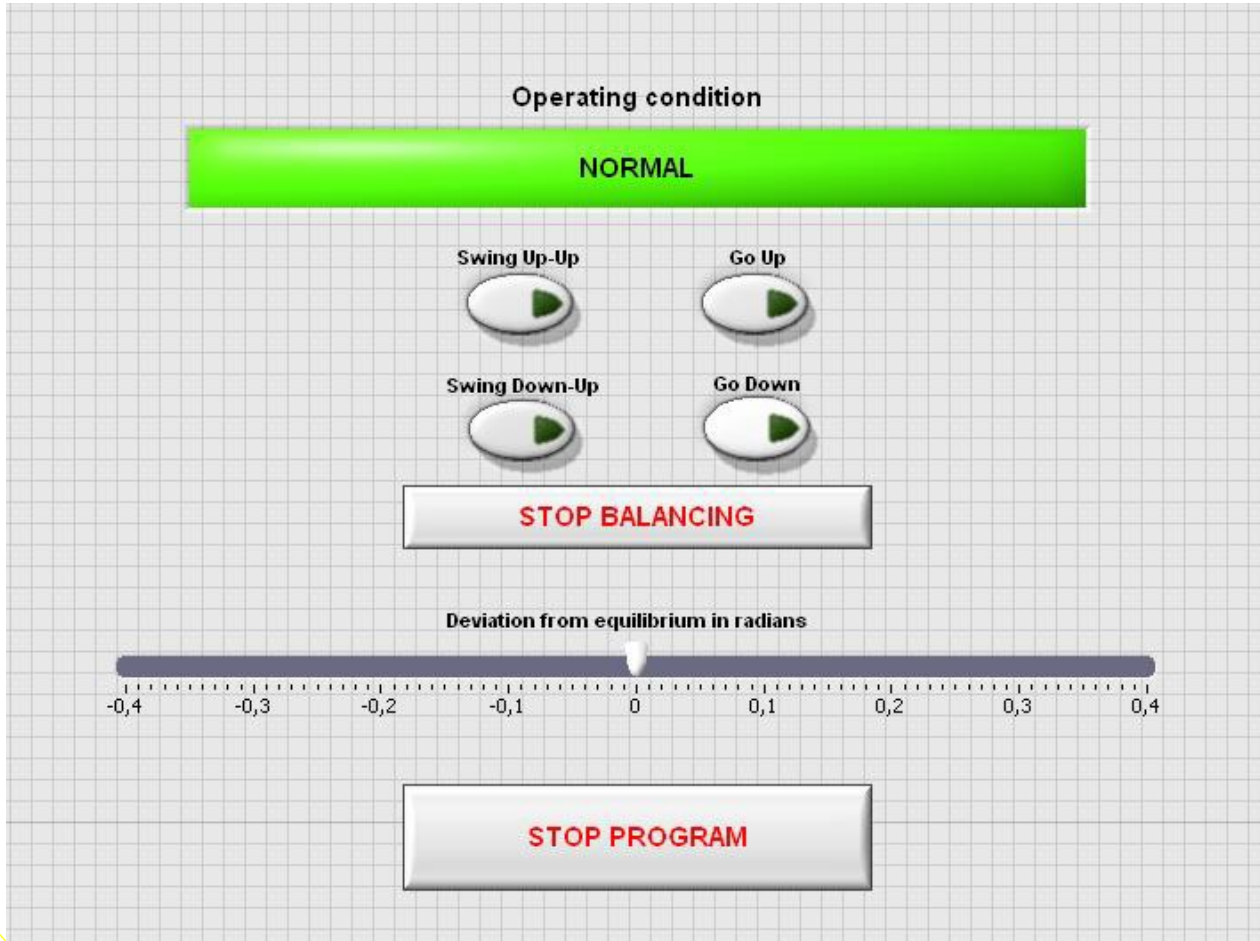 Operating condition
NORMAL
Swing Up-Up Go Up
Swing Down-Up Go Down
STOP BALANCING
Deviation from equilibrium in radians
-0,4 -0,3 -0,2 -0,1 0 0,1 0,2 0,3 0,4
STOP PROGRAM